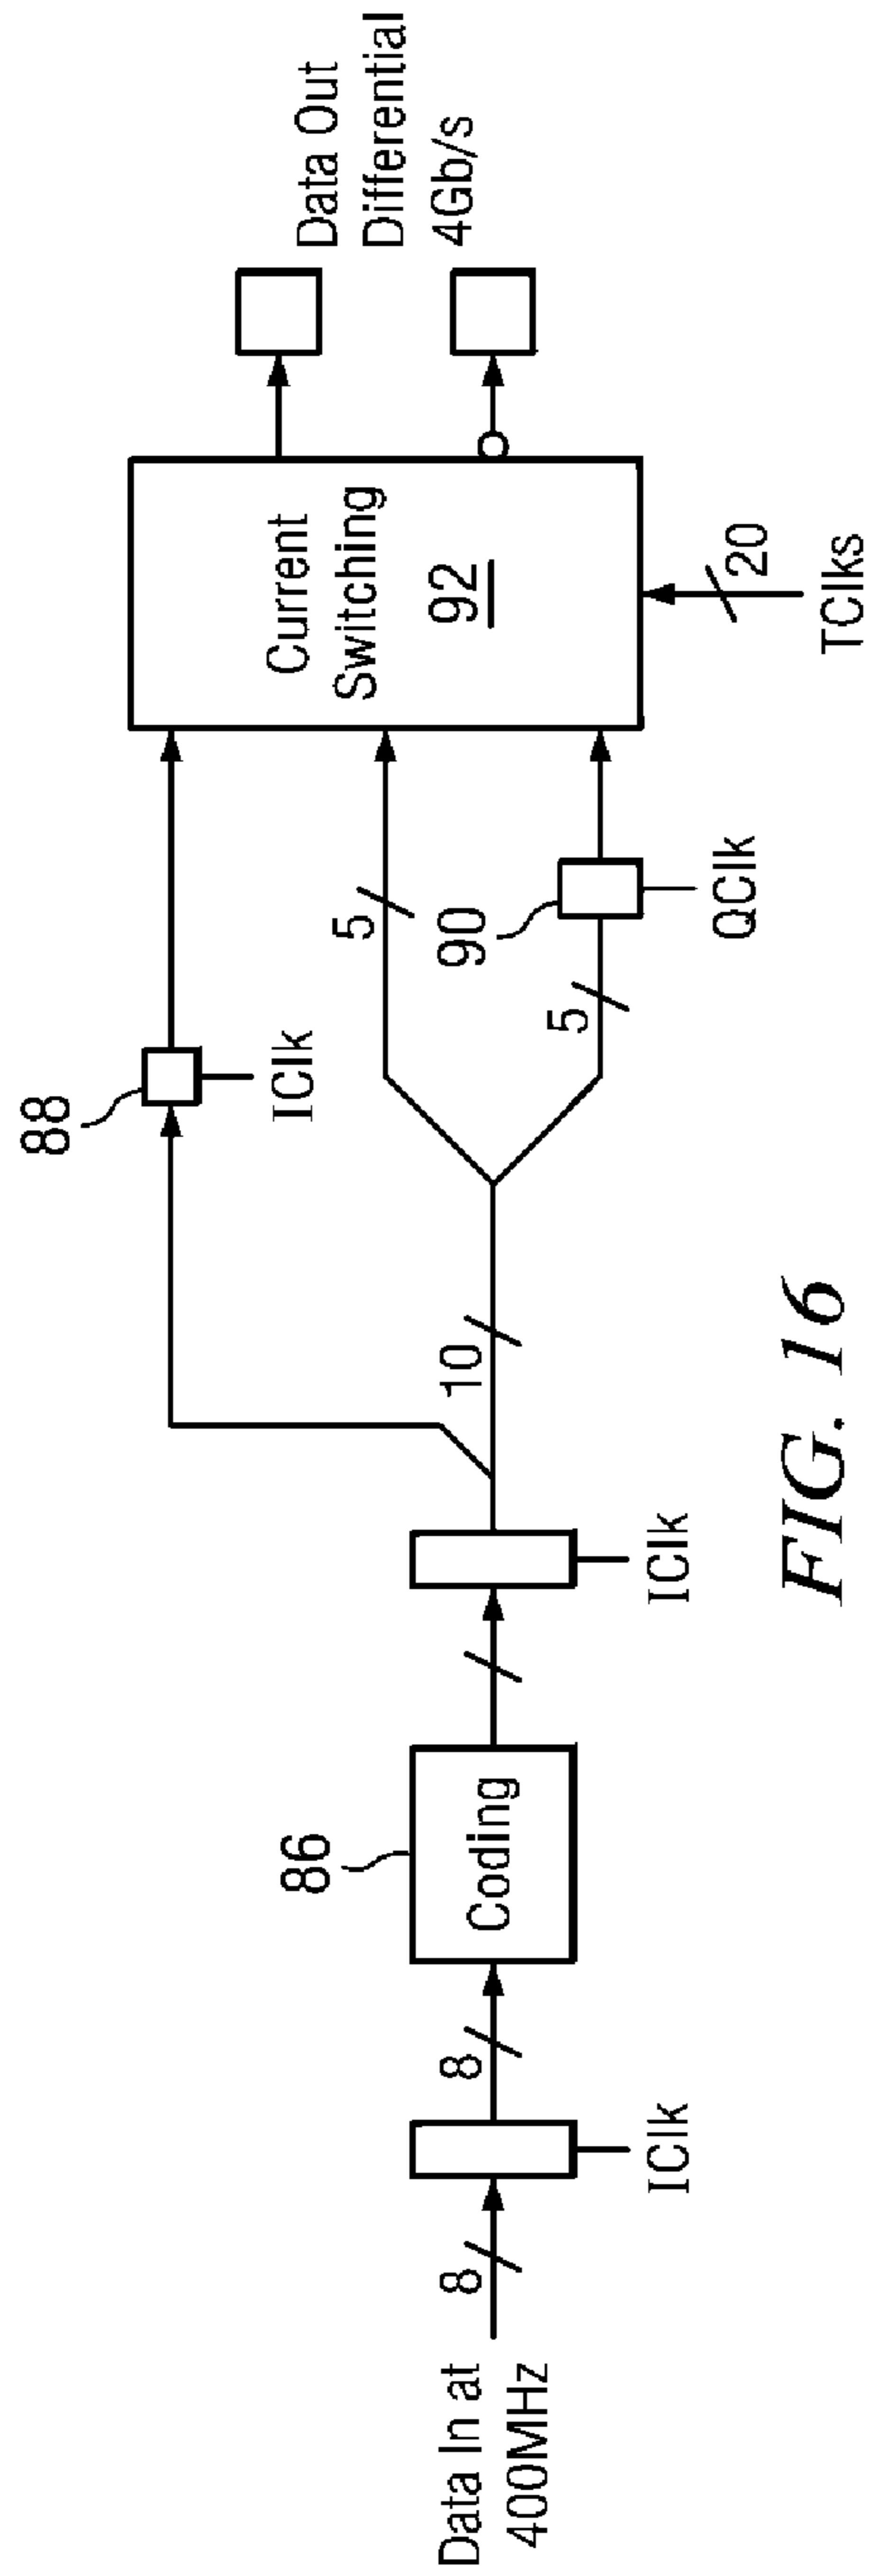 Data In at
400MHz
8
IClk
8
86
Coding
IClk
10
88
IClk
5
5
90
QClk
Current
Switching
92
20
TClks
Data Out
Differential
4Gb/s
FIG. 16